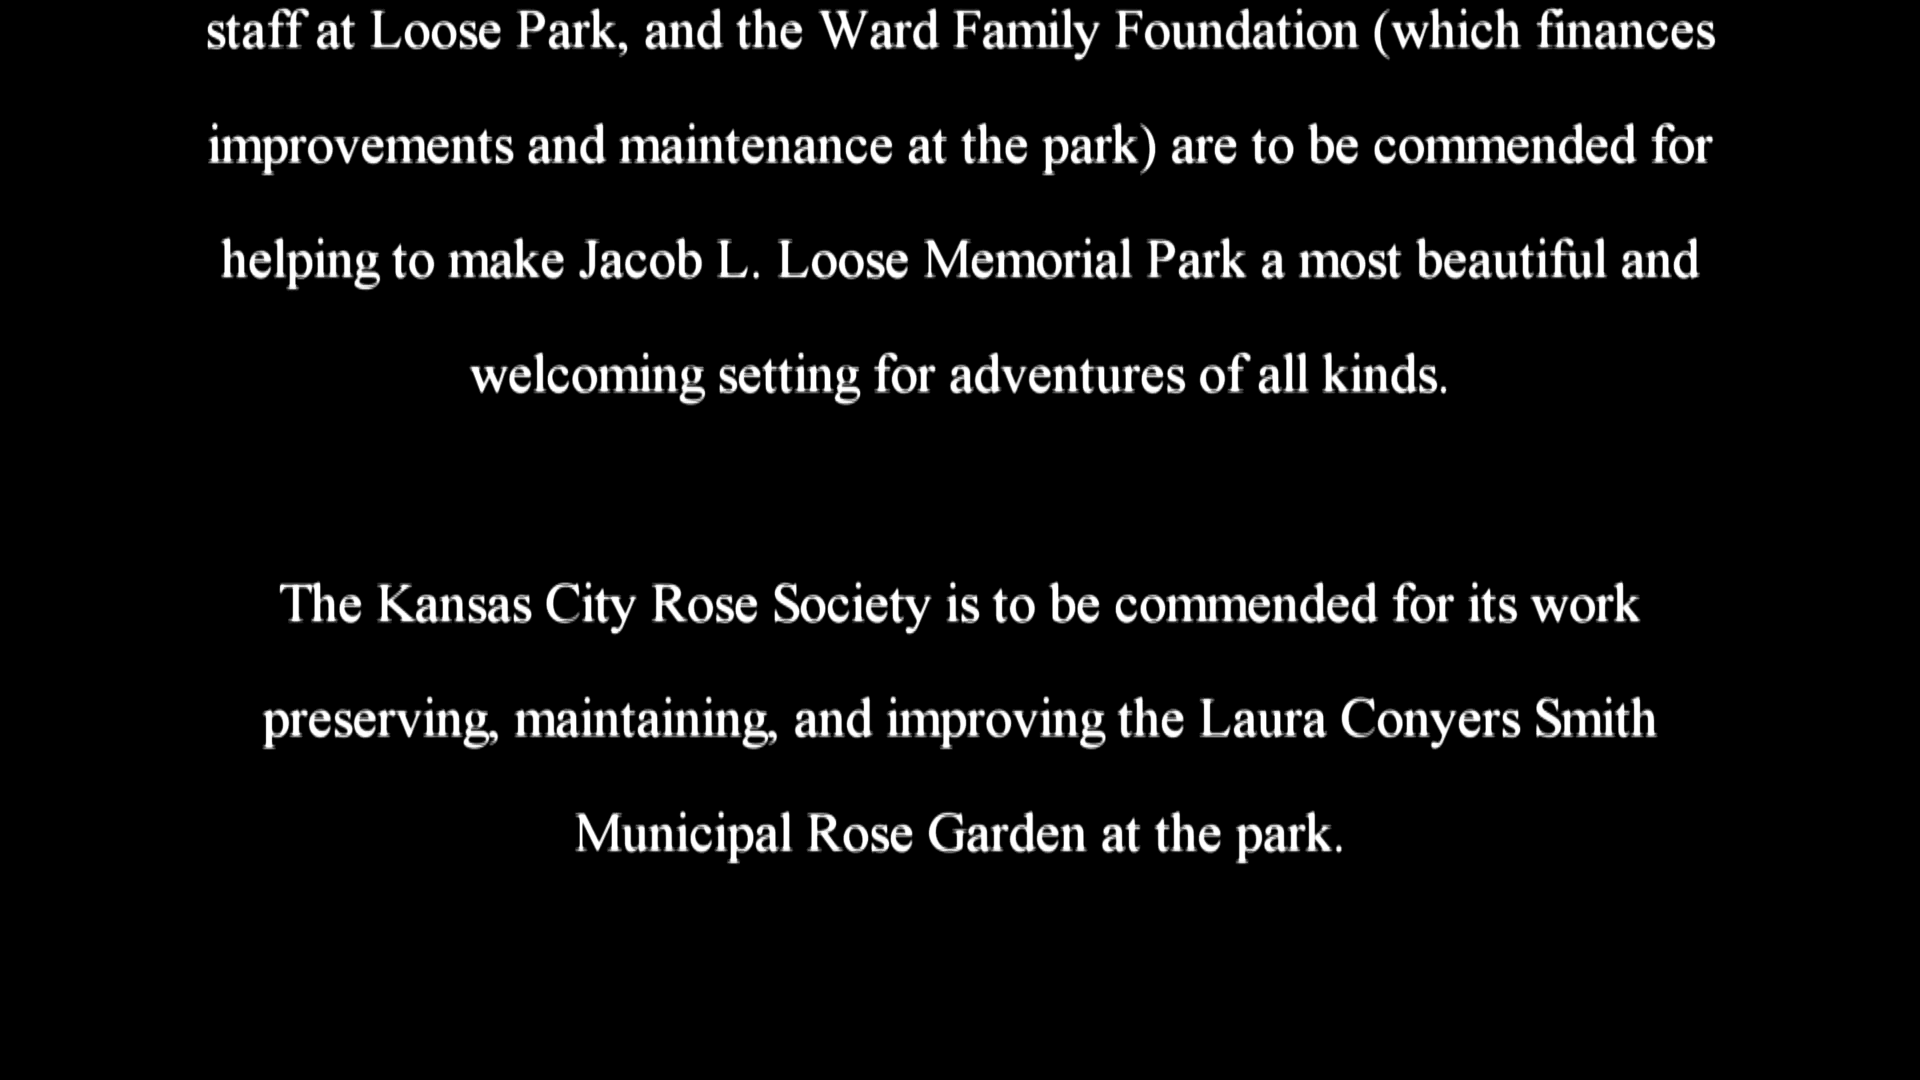 staff at Loose Park, and the Ward Family Foundation (which finances
improvements and maintenance at the park) are to be commended for
helping to make Jacob L. Loose Memorial Park a most beautiful and
welcoming setting for adventures of all kinds.
The Kansas City Rose Society is to be commended for its work
preserving, maintaining, and improving the Laura Conyers Smith
Municipal Rose Garden at the park.